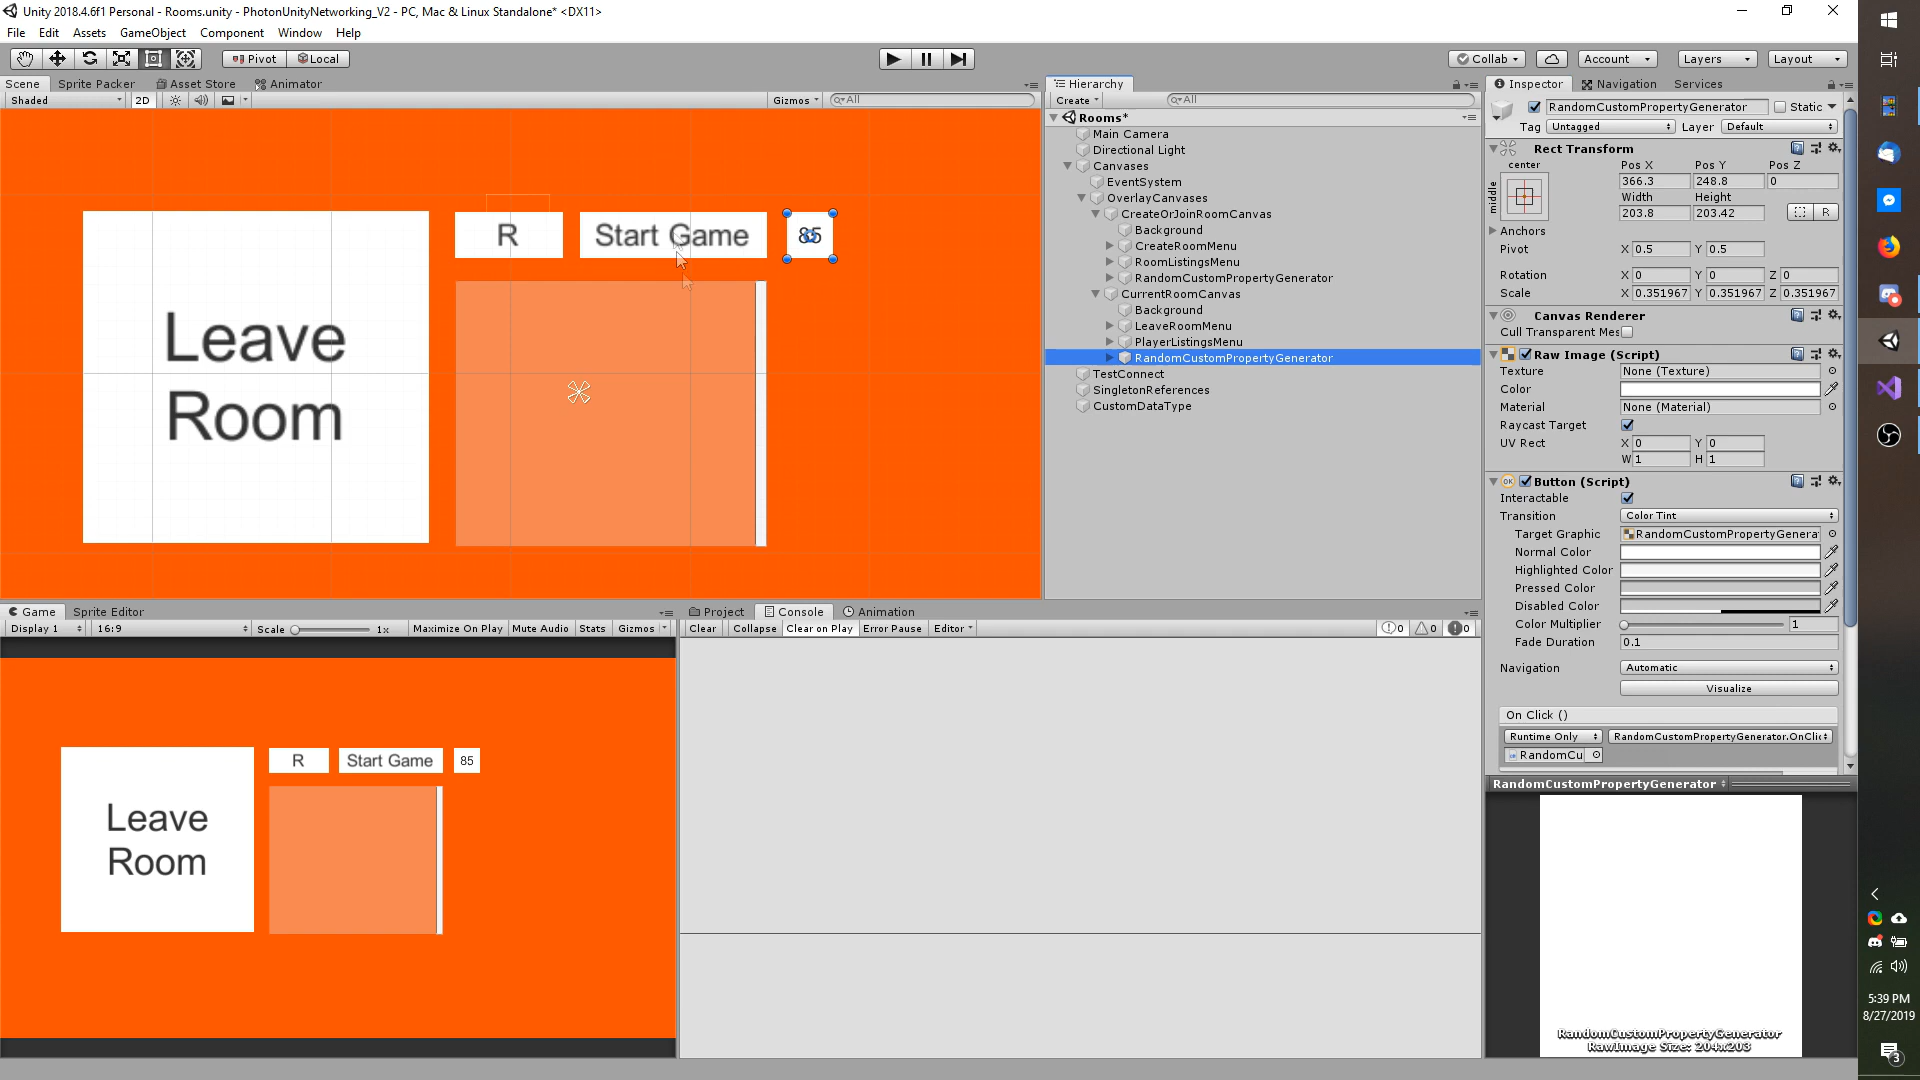 Unity 2018.4.6f1 Personal - Rooms.unity - PhotonUnityNetworking_V2 - PC, Mac & Linux Standalone* <DX11>
File Edit Assets GameObject Component Window Help
Pivot Local
Collab Account Layers Layout
Scene Sprite Packer Asset Store Animator
Shaded 2D Gizmos All
R Start Game 85
Leave
Room
Hierarchy
Create All
Rooms*
Main Camera
Directional Light
Canvases
EventSystem
OverlayCanvases
CreateOrJoinRoomCanvas
Background
CreateRoomMenu
RoomListingsMenu
RandomCustomPropertyGenerator
CurrentRoomCanvas
Background
LeaveRoomMenu
PlayerListingsMenu
RandomCustomPropertyGenerator
TestConnect
SingletonReferences
CustomDataType
Inspector Navigation Services
RandomCustomPropertyGenerator Static
Tag Untagged Layer Default
Rect Transform
center Pos X Pos Y Pos Z
middle 366.3 248.8 0
Width Height
203.8 203.42 R
Anchors
Pivot X 0.5 Y 0.5
Rotation X 0 Y 0 Z 0
Scale X 0.351967 Y 0.351967 Z 0.351967
Canvas Renderer
Cull Transparent Mes
Raw Image (Script)
Texture None (Texture)
Color
Material None (Material)
Raycast Target
UV Rect X 0 Y 0
W 1 H 1
OK Button (Script)
Interactable
Transition Color Tint
Target Graphic RandomCustomPropertyGenera
Normal Color
Highlighted Color
Pressed Color
Disabled Color
Color Multiplier 1
Fade Duration 0.1
Navigation Automatic
Visualize
On Click ()
Runtime Only RandomCustomPropertyGenerator.OnClic
RandomCu
RandomCustomPropertyGenerator
RandomCustomPropertyGenerator
RawImage Size: 204x203
Game Sprite Editor
Display 1 16:9 Scale 1x Maximize On Play Mute Audio Stats Gizmos
R Start Game 85
Leave
Room
Project Console Animation
Clear Collapse Clear on Play Error Pause Editor 0 0 0
5:39 PM
8/27/2019
3